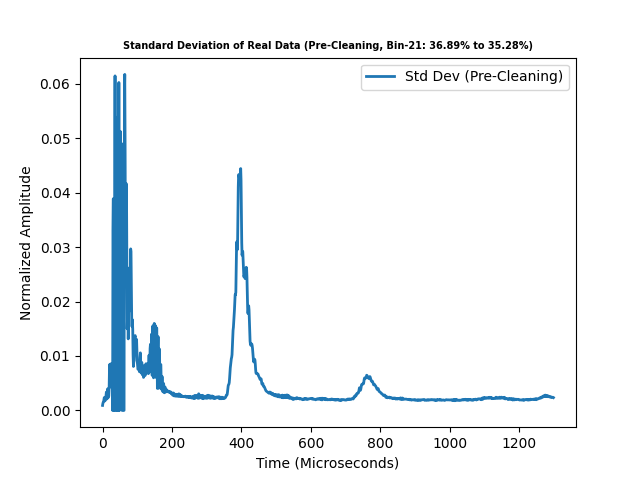 Standard Deviation of Real Data (Pre-Cleaning, Bin-21: 36.89% to 35.28%)
Std Dev (Pre-Cleaning)
Normalized Amplitude
0.06
0.05
0.04
0.03
0.02
0.01
0.00
0 200 400 600 800 1000 1200
Time (Microseconds)